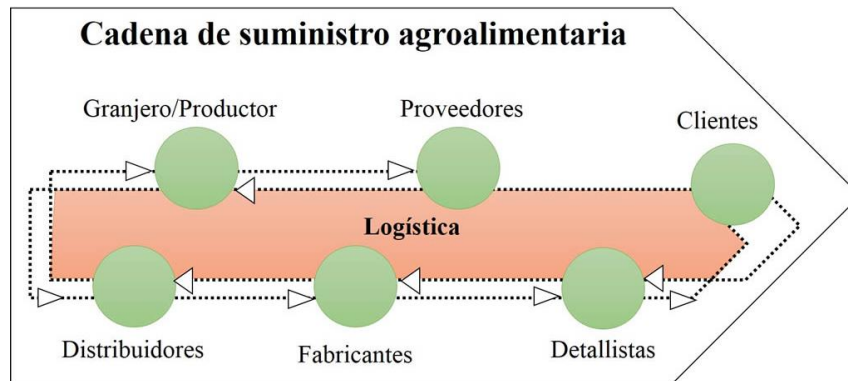 Cadena de suministro agroalimentaria
Granjero/Productor
Proveedores
Clientes
Logística
Distribuidores
Fabricantes
Detallistas